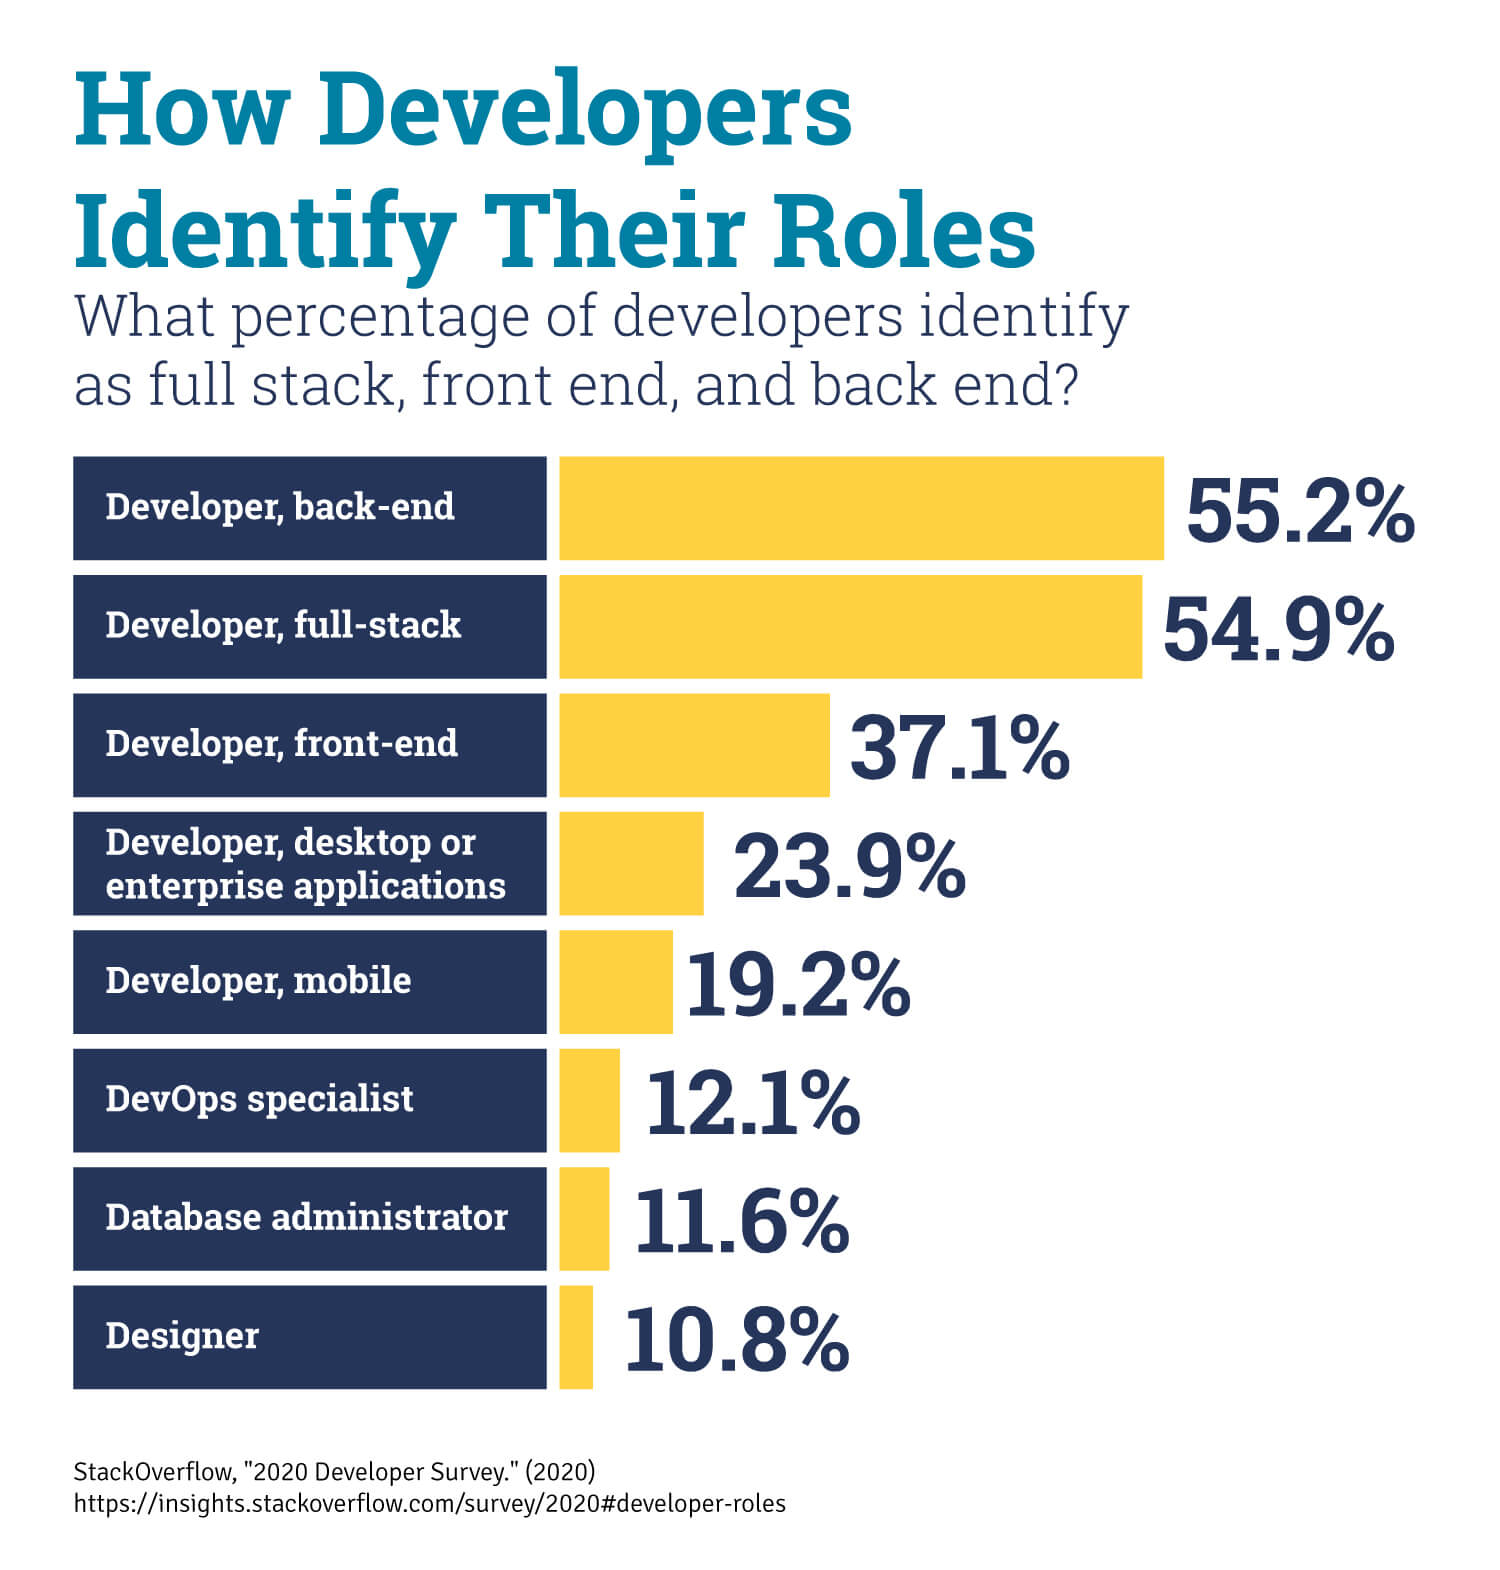 How Developers
Identify Their Roles
What percentage of developers identify
as full stack, front end, and back end?
Developer, back-end
55.2%
Developer, full-stack
54.9%
Developer, front-end
37.1%
Developer, desktop or
enterprise applications
23.9%
Developer, mobile
19.2%
DevOps specialist
12.1%
Database administrator
11.6%
Designer
10.8%
StackOverflow, "2020 Developer Survey." (2020)
https://insights.stackoverflow.com/survey/2020#developer-roles